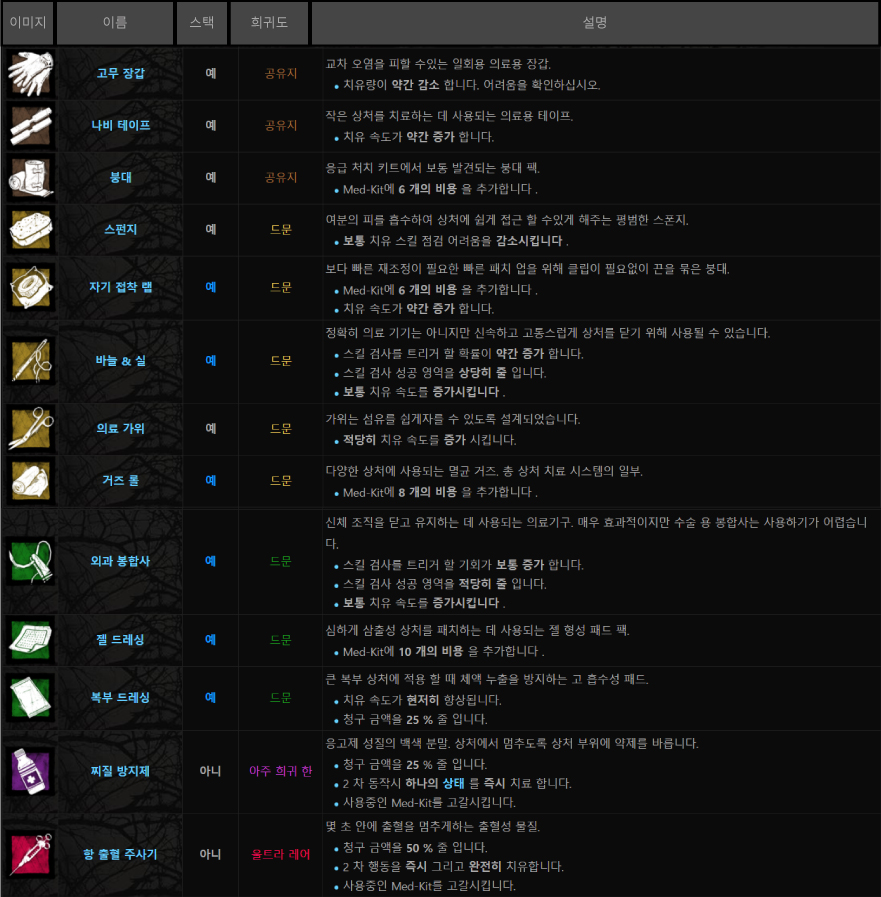 이미지 이름 스택 희귀도 설명
고무 장갑 예 공유지
교차 오염을 피할 수있는 일회용 의료용 장갑.
치유량이 약간 감소 합니다. 어려움을 확인하십시오.
나비 테이프 예 공유지
작은 상처를 치료하는 데 사용되는 의료용 테이프.
치유 속도가 약간 증가 합니다.
붕대 예 공유지
응급 처치 키트에서 보통 발견되는 붕대 팩.
Med-Kit에 6 개의 비용 을 추가합니다 .
스펀지 예 드문
여분의 피를 흡수하여 상처에 쉽게 접근 할 수있게 해주는 평범한 스폰지.
보통 치유 스킬 점검 어려움을 감소시킵니다 .
자기 접착 랩 예 드문
보다 빠른 재조정이 필요한 빠른 패치 업을 위해 클립이 필요없이 끈을 묶은 붕대.
Med-Kit에 6 개의 비용 을 추가합니다 .
치유 속도가 약간 증가 합니다.
바늘 & 실 예 드문
정확히 의료 기기는 아니지만 신속하고 고통스럽게 상처를 닫기 위해 사용될 수 있습니다.
스킬 검사를 트리거 할 확률이 약간 증가 합니다.
스킬 검사 성공 영역을 상당히 줄 입니다.
보통 치유 속도를 증가시킵니다 .
의료 가위 예 드문
가위는 섬유를 쉽게자를 수 있도록 설계되었습니다.
적당히 치유 속도를 증가 시킵니다.
거즈 롤 예 드문
다양한 상처에 사용되는 멸균 거즈. 총 상처 치료 시스템의 일부.
Med-Kit에 8 개의 비용 을 추가합니다 .
외과 봉합사 예 드문
신체 조직을 닫고 유지하는 데 사용되는 의료기구. 매우 효과적이지만 수술 용 봉합사는 사용하기가 어렵습니
다.
스킬 검사를 트리거 할 기회가 보통 증가 합니다.
스킬 검사 성공 영역을 적당히 줄 입니다.
보통 치유 속도를 증가시킵니다 .
젤 드레싱 예 드문
심하게 삼출성 상처를 패치하는 데 사용되는 젤 형성 패드 팩.
Med-Kit에 10 개의 비용 을 추가합니다 .
복부 드레싱 예 드문
큰 복부 상처에 적용 할 때 체액 누출을 방지하는 고 흡수성 패드.
치유 속도가 현저히 향상됩니다.
청구 금액을 25 % 줄 입니다.
찌질 방지제 아니 아주 희귀 한
응고제 성질의 백색 분말. 상처에서 멈추도록 상처 부위에 약제를 바릅니다.
청구 금액을 25 % 줄 입니다.
2 차 동작시 하나의 상태 를 즉시 치료 합니다.
사용중인 Med-Kit를 고갈시킵니다.
항 출혈 주사기 아니 울트라 레어
몇 초 안에 출혈을 멈추게하는 출혈성 물질.
청구 금액을 50 % 줄 입니다.
2 차 행동을 즉시 그리고 완전히 치유합니다.
사용중인 Med-Kit를 고갈시킵니다.